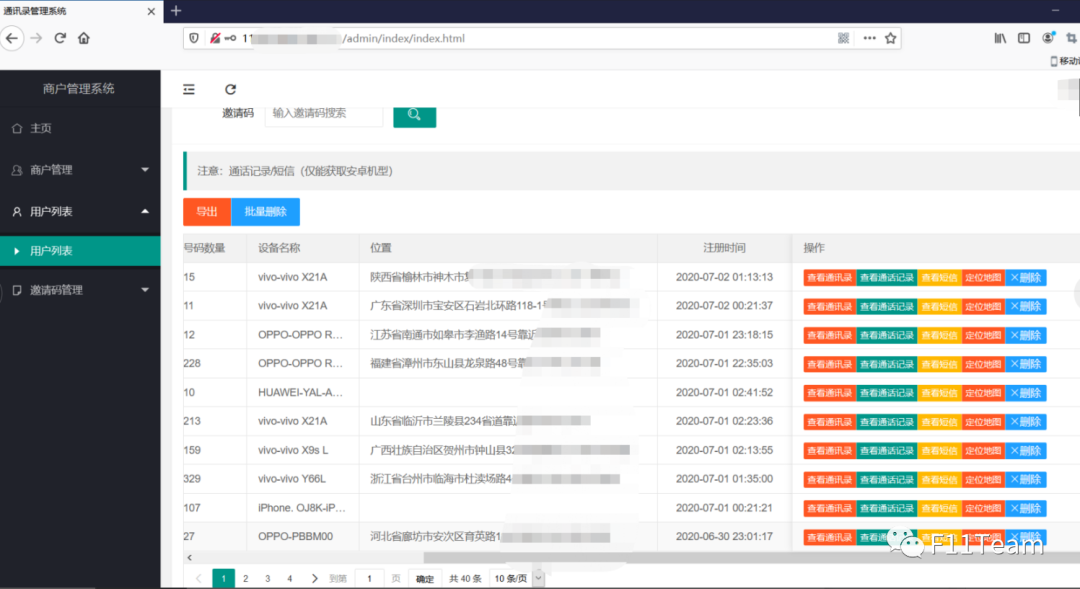 通讯录管理系统
11 /admin/index/index.html
移动
商户管理系统
邀请码 输入邀请码搜索
主页
商户管理
注意：通话记录/短信（仅能获取安卓机型）
用户列表
导出 批量删除
用户列表
邀请码管理
号码数量 设备名称 位置 注册时间 操作
15 vivo-vivo X21A 陕西省榆林市神木市 2020-07-02 01:13:13 查看通讯录 查看通话记录 查看短信 定位地图 ×删除
11 vivo-vivo X21A 广东省深圳市宝安区石岩北环路118-1 2020-07-02 00:21:37 查看通讯录 查看通话记录 查看短信 定位地图 ×删除
12 OPPO-OPPO R... 江苏省南通市如皋市李渔路14号靠近 2020-07-01 23:18:15 查看通讯录 查看通话记录 查看短信 定位地图 ×删除
228 OPPO-OPPO R... 福建省漳州市东山县龙泉路48号靠 2020-07-01 22:35:03 查看通讯录 查看通话记录 查看短信 定位地图 ×删除
10 HUAWEI-YAL-A... 2020-07-01 02:41:52 查看通讯录 查看通话记录 查看短信 定位地图 ×删除
213 vivo-vivo X21A 山东省临沂市兰陵县234省道靠近 2020-07-01 02:23:36 查看通讯录 查看通话记录 查看短信 定位地图 ×删除
159 vivo-vivo X9s L 广西壮族自治区贺州市钟山县32 2020-07-01 02:13:55 查看通讯录 查看通话记录 查看短信 定位地图 ×删除
329 vivo-vivo Y66L 浙江省台州市临海市杜渎场路4 2020-07-01 01:35:00 查看通讯录 查看通话记录 查看短信 定位地图 ×删除
107 iPhone. OJ8K-iP... 2020-07-01 00:21:21 查看通讯录 查看通话记录 查看短信 定位地图 ×删除
27 OPPO-PBBM00 河北省廊坊市安次区育英路1 2020-06-30 23:01:17 查看通讯录 查看通 ×删除
F11Team
1 2 3 4 到第 1 页 确定 共 40 条 10 条/页